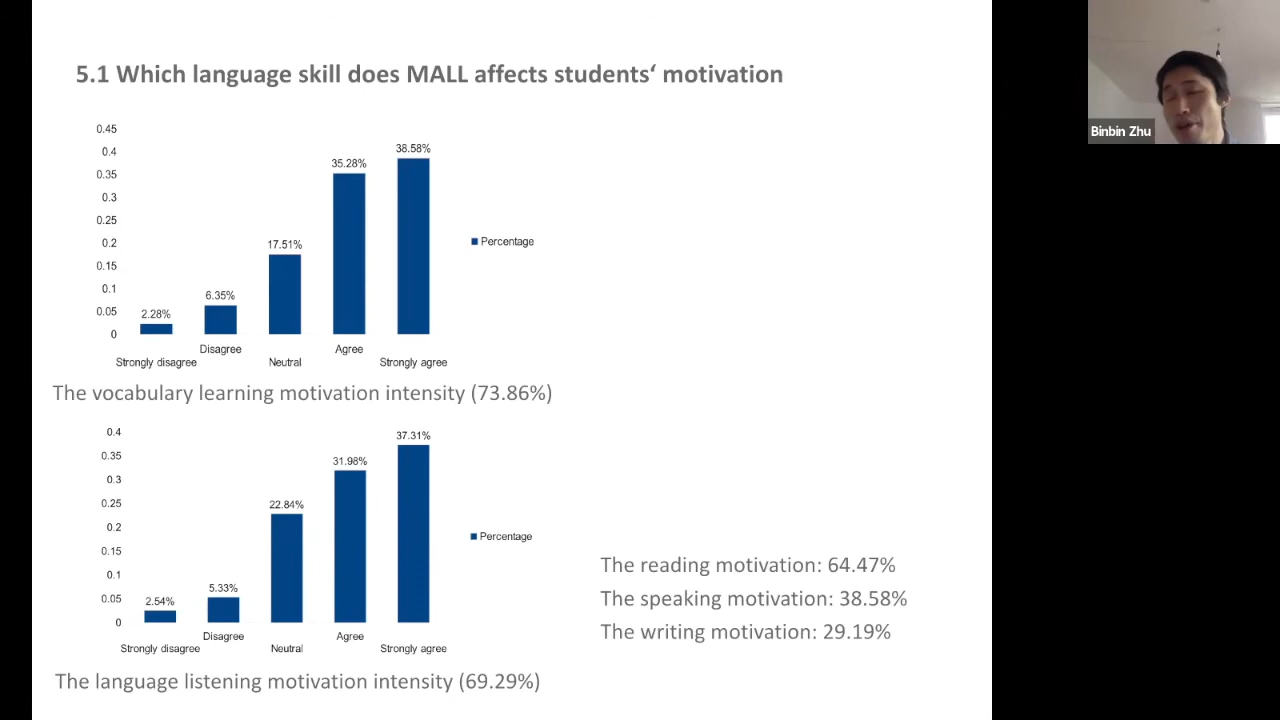 5.1 Which language skill does MALL affects students‘ motivation
0.45
0.4
0.35
0.3
0.25
0.2
0.15
0.1
0.05
0
2.28%
6.35%
17.51%
35.28%
38.58%
Strongly disagree
Disagree
Neutral
Agree
Strongly agree
Percentage
The vocabulary learning motivation intensity (73.86%)
0.4
0.35
0.3
0.25
0.2
0.15
0.1
0.05
0
2.54%
5.33%
22.84%
31.98%
37.31%
Strongly disagree
Disagree
Neutral
Agree
Strongly agree
Percentage
The language listening motivation intensity (69.29%)
The reading motivation: 64.47%
The speaking motivation: 38.58%
The writing motivation: 29.19%
Binbin Zhu